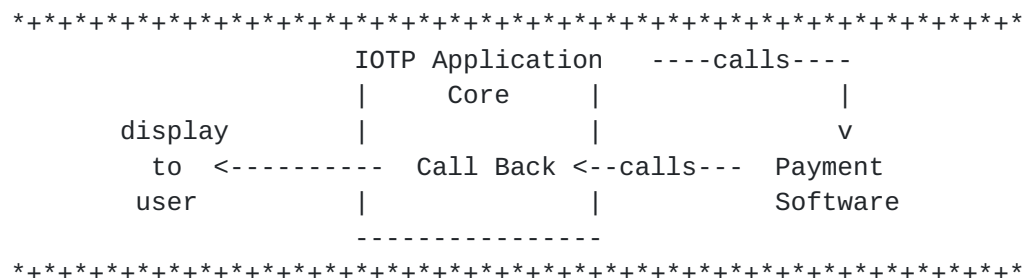 *+*+*+*+*+*+*+*+*+*+*+*+*+*+*+*+*+*+*+*+*+*+*+*+*+*+*+*+*+*+*+*
IOTP Application   ----calls----
|     Core     |               |
display        |              |               v
to  <----------  Call Back <--calls---  Payment
user          |              |           Software
----------------
*+*+*+*+*+*+*+*+*+*+*+*+*+*+*+*+*+*+*+*+*+*+*+*+*+*+*+*+*+*+*+*